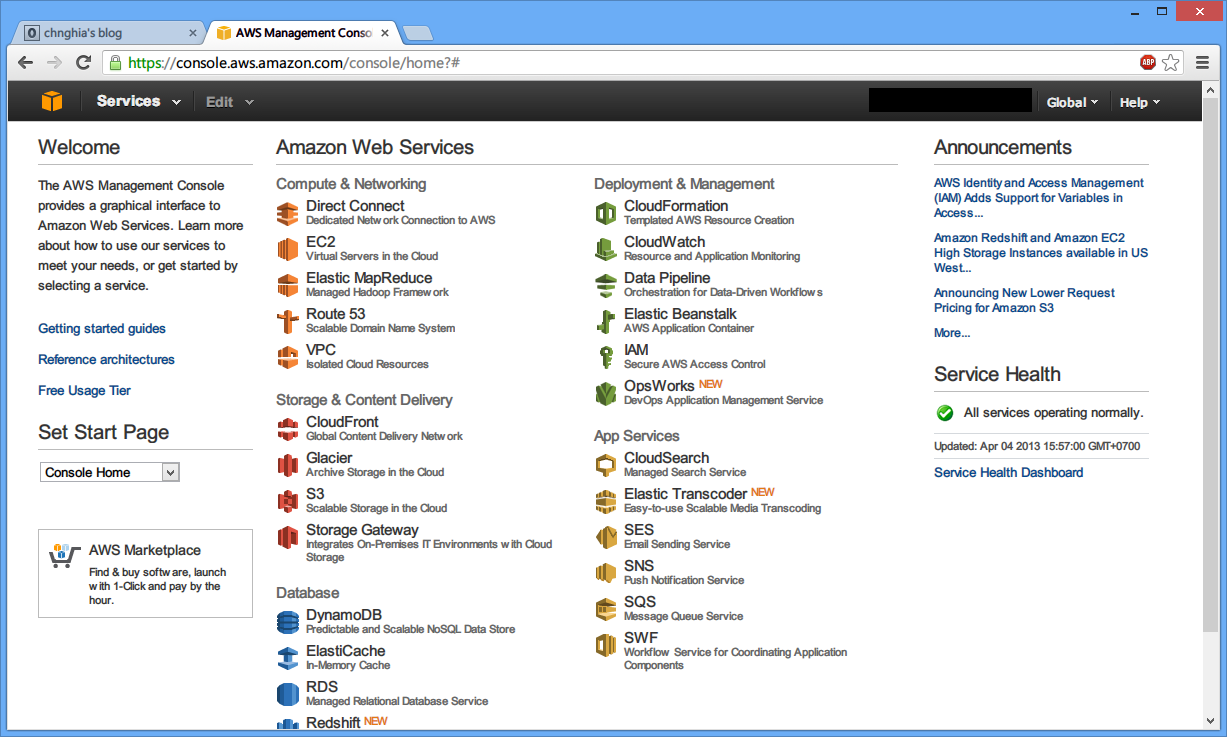 chnghia's blog
AWS Management Conso
https://console.aws.amazon.com/console/home?#
ABP
Services
Edit
Global
Help
Welcome
The AWS Management Console
provides a graphical interface to
Amazon Web Services. Learn more
about how to use our services to
meet your needs, or get started by
selecting a service.
Getting started guides
Reference architectures
Free Usage Tier
Set Start Page
Console Home
AWS Marketplace
Find & buy software, launch
with 1-Click and pay by the
hour.
Amazon Web Services
Compute & Networking
Direct Connect
Dedicated Network Connection to AWS
EC2
Virtual Servers in the Cloud
Elastic MapReduce
Managed Hadoop Framework
Route 53
Scalable Domain Name System
VPC
Isolated Cloud Resources
Storage & Content Delivery
CloudFront
Global Content Delivery Network
Glacier
Archive Storage in the Cloud
S3
Scalable Storage in the Cloud
Storage Gateway
Integrates On-Premises IT Environments with Cloud
Storage
Database
DynamoDB
Predictable and Scalable NoSQL Data Store
ElastiCache
In-Memory Cache
RDS
Managed Relational Database Service
Redshift NEW
Deployment & Management
CloudFormation
Templated AWS Resource Creation
CloudWatch
Resource and Application Monitoring
Data Pipeline
Orchestration for Data-Driven Workflows
Elastic Beanstalk
AWS Application Container
IAM
Secure AWS Access Control
OpsWorks NEW
DevOps Application Management Service
App Services
CloudSearch
Managed Search Service
Elastic Transcoder NEW
Easy-to-use Scalable Media Transcoding
SES
Email Sending Service
SNS
Push Notification Service
SQS
Message Queue Service
SWF
Workflow Service for Coordinating Application
Components
Announcements
AWS Identity and Access Management
(IAM) Adds Support for Variables in
Access...
Amazon Redshift and Amazon EC2
High Storage Instances available in US
West...
Announcing New Lower Request
Pricing for Amazon S3
More...
Service Health
All services operating normally.
Updated: Apr 04 2013 15:57:00 GMT+0700
Service Health Dashboard